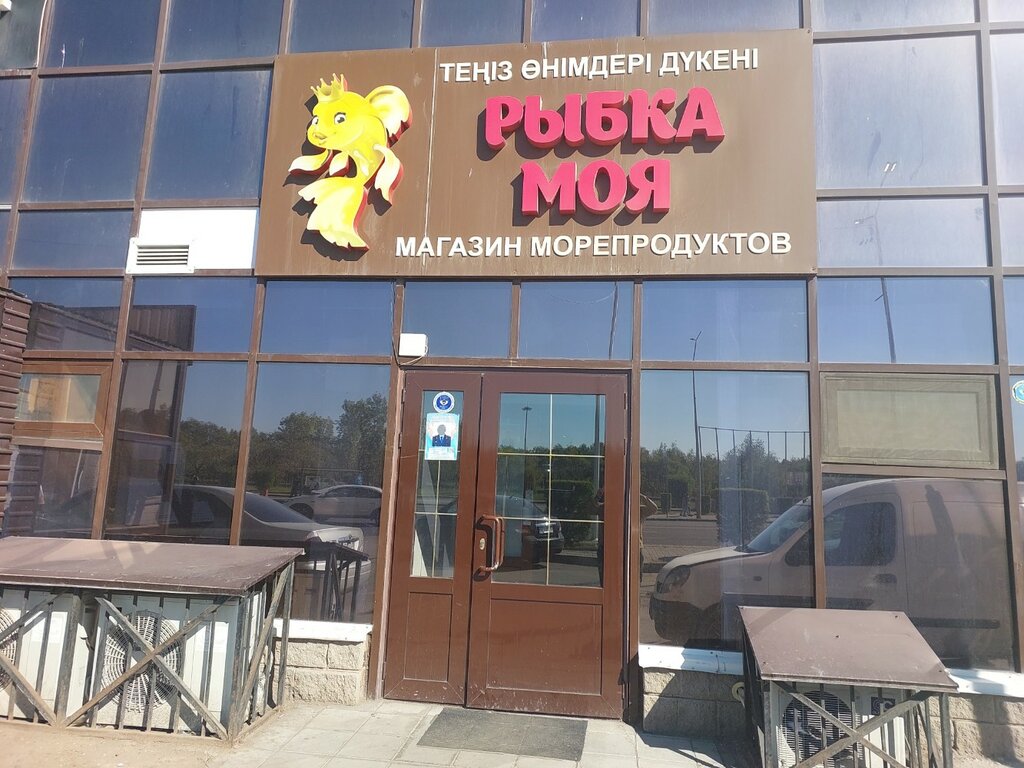 ТЕҢІЗ ӨНІМДЕРІ ДҮКЕНІ
РЫБКА
МОЯ
МАГАЗИН МОРЕПРОДУКТОВ